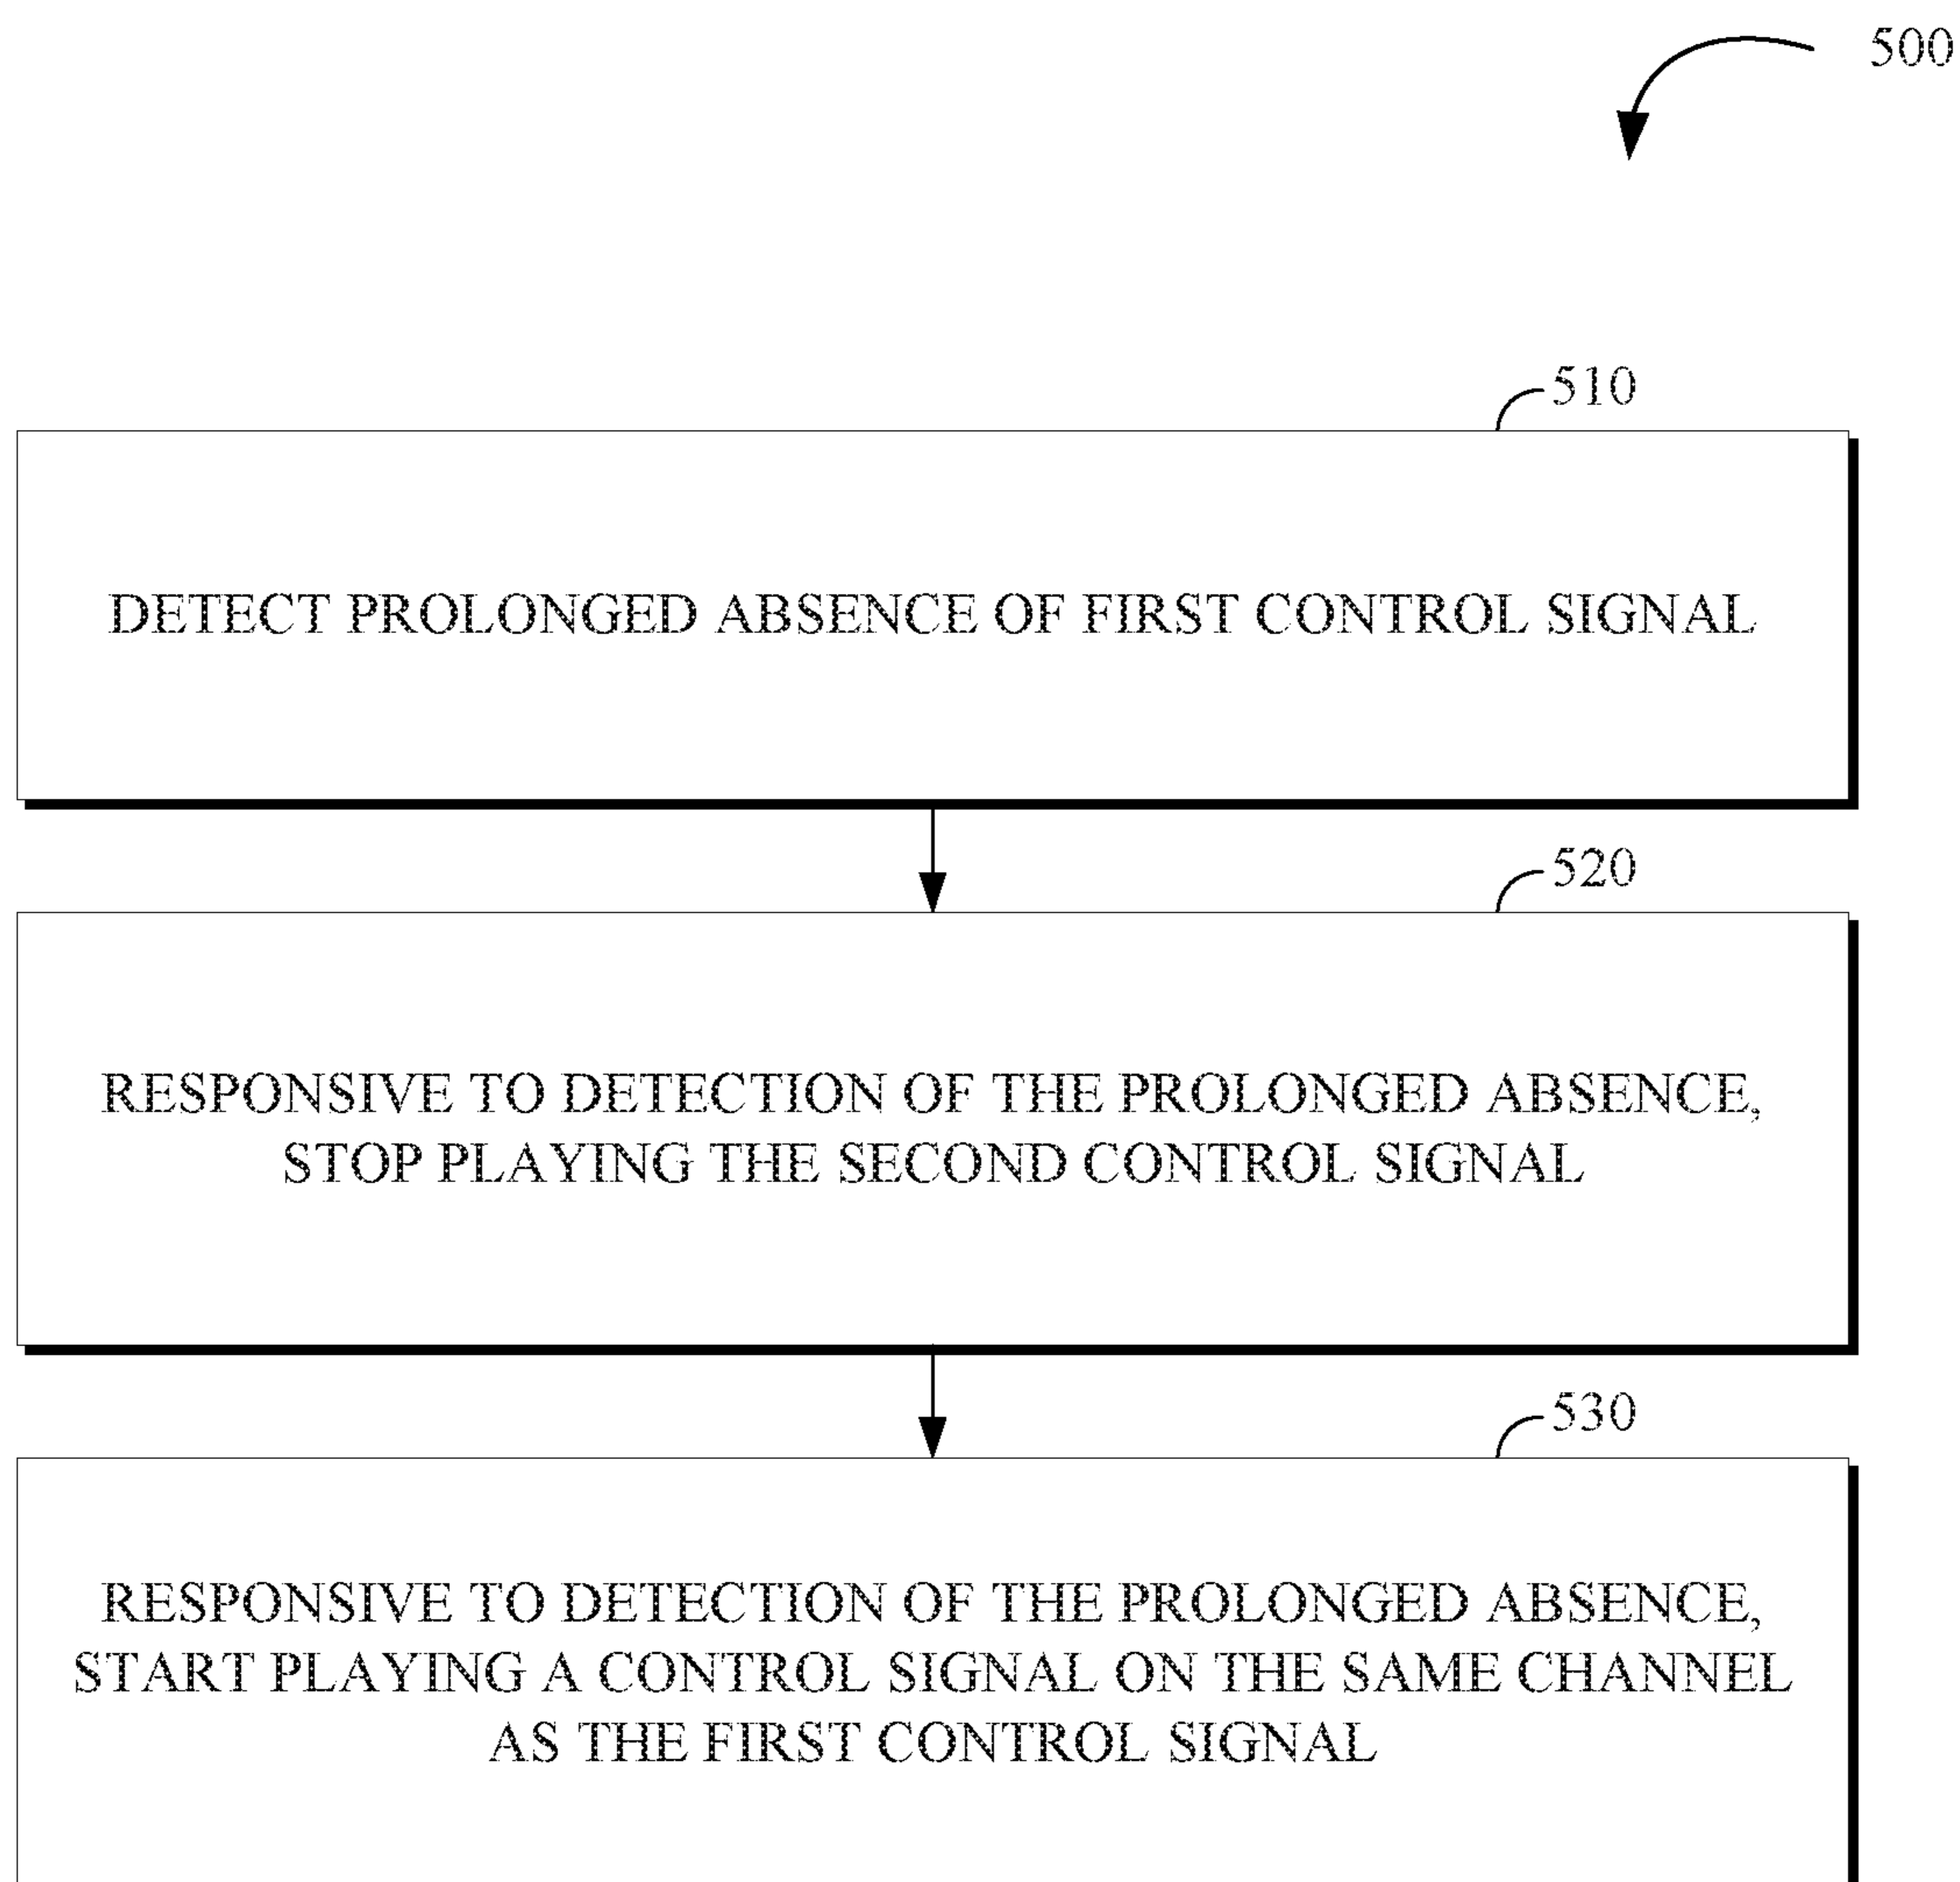 500
510
DETECT PROLONGED ABSENCE OF FIRST CONTROL SIGNAL
520
RESPONSIVE TO DETECTION OF THE PROLONGED ABSENCE,
STOP PLAYING THE SECOND CONTROL SIGNAL
530
RESPONSIVE TO DETECTION OF THE PROLONGED ABSENCE,
START PLAYING A CONTROL SIGNAL ON THE SAME CHANNEL
AS THE FIRST CONTROL SIGNAL